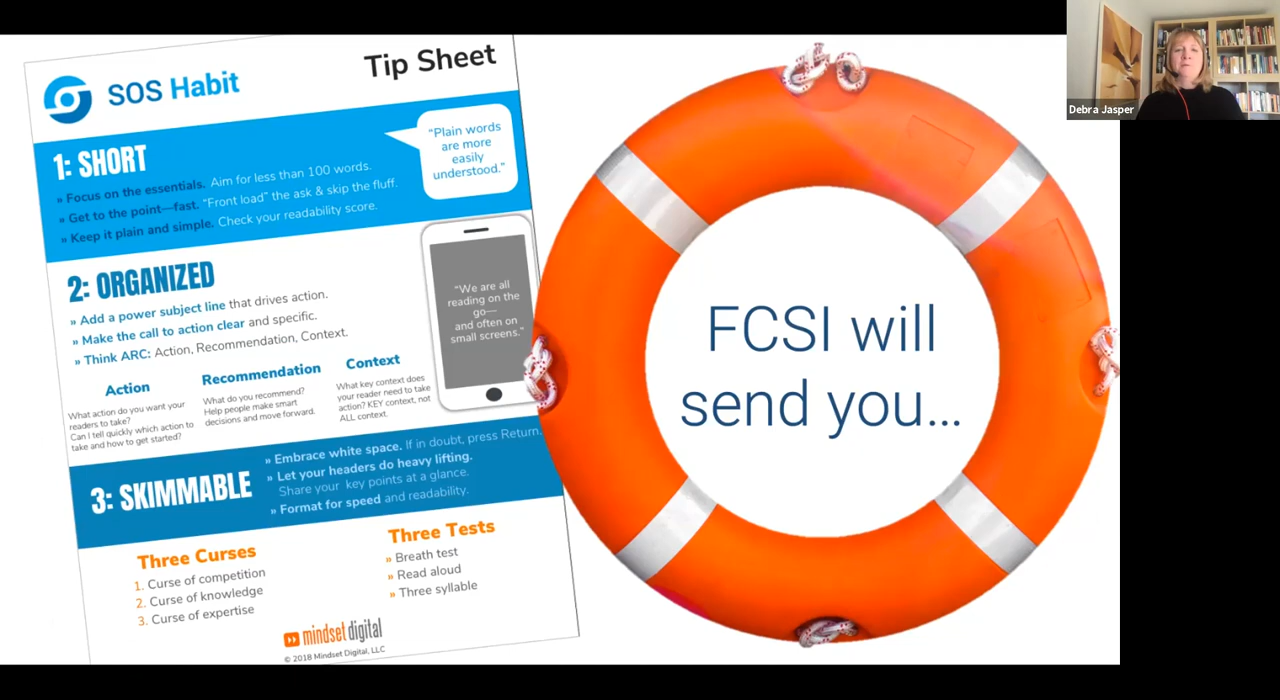 SOS Habit
Tip Sheet
1: SHORT
» Focus on the essentials. Aim for less than 100 words.
» Get to the point—fast. “Front load” the ask & skip the fluff.
» Keep it plain and simple. Check your readability score.
“Plain words
are more
easily
understood.”
2: ORGANIZED
» Add a power subject line that drives action.
» Make the call to action clear and specific.
» Think ARC: Action, Recommendation, Context.
Action
What action do you want your
readers to take?
Can I tell quickly which action to
take and how to get started?
Recommendation
What do you recommend?
Help people make smart
decisions and move forward.
Context
What key context does
your reader need to take
action? KEY context, not
ALL context.
“We are all
reading on the
go—
and often on
small screens.”
3: SKIMMABLE
» Embrace white space. If in doubt, press Return.
» Let your headers do heavy lifting.
Share your key points at a glance.
» Format for speed and readability.
Three Curses
1. Curse of competition
2. Curse of knowledge
3. Curse of expertise
Three Tests
» Breath test
» Read aloud
» Three syllable
mindset digital
© 2018 Mindset Digital, LLC
FCSI will
send you...
Debra Jasper